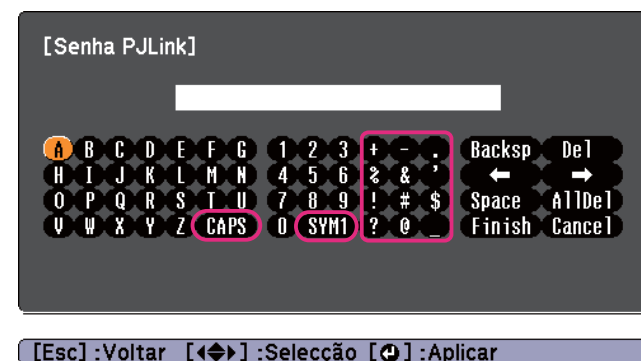 [Senha PJLink]
A B C D E F G 1 2 3 + - . Backsp Del
H I J K L M N 4 5 6 % & ' ← →
O P Q R S T U 7 8 9 ! # $ Space AllDel
V W X Y Z CAPS 0 SYM1 ? @ _ Finish Cancel
[Esc] :Voltar [◆] :Selecção [↵] :Aplicar